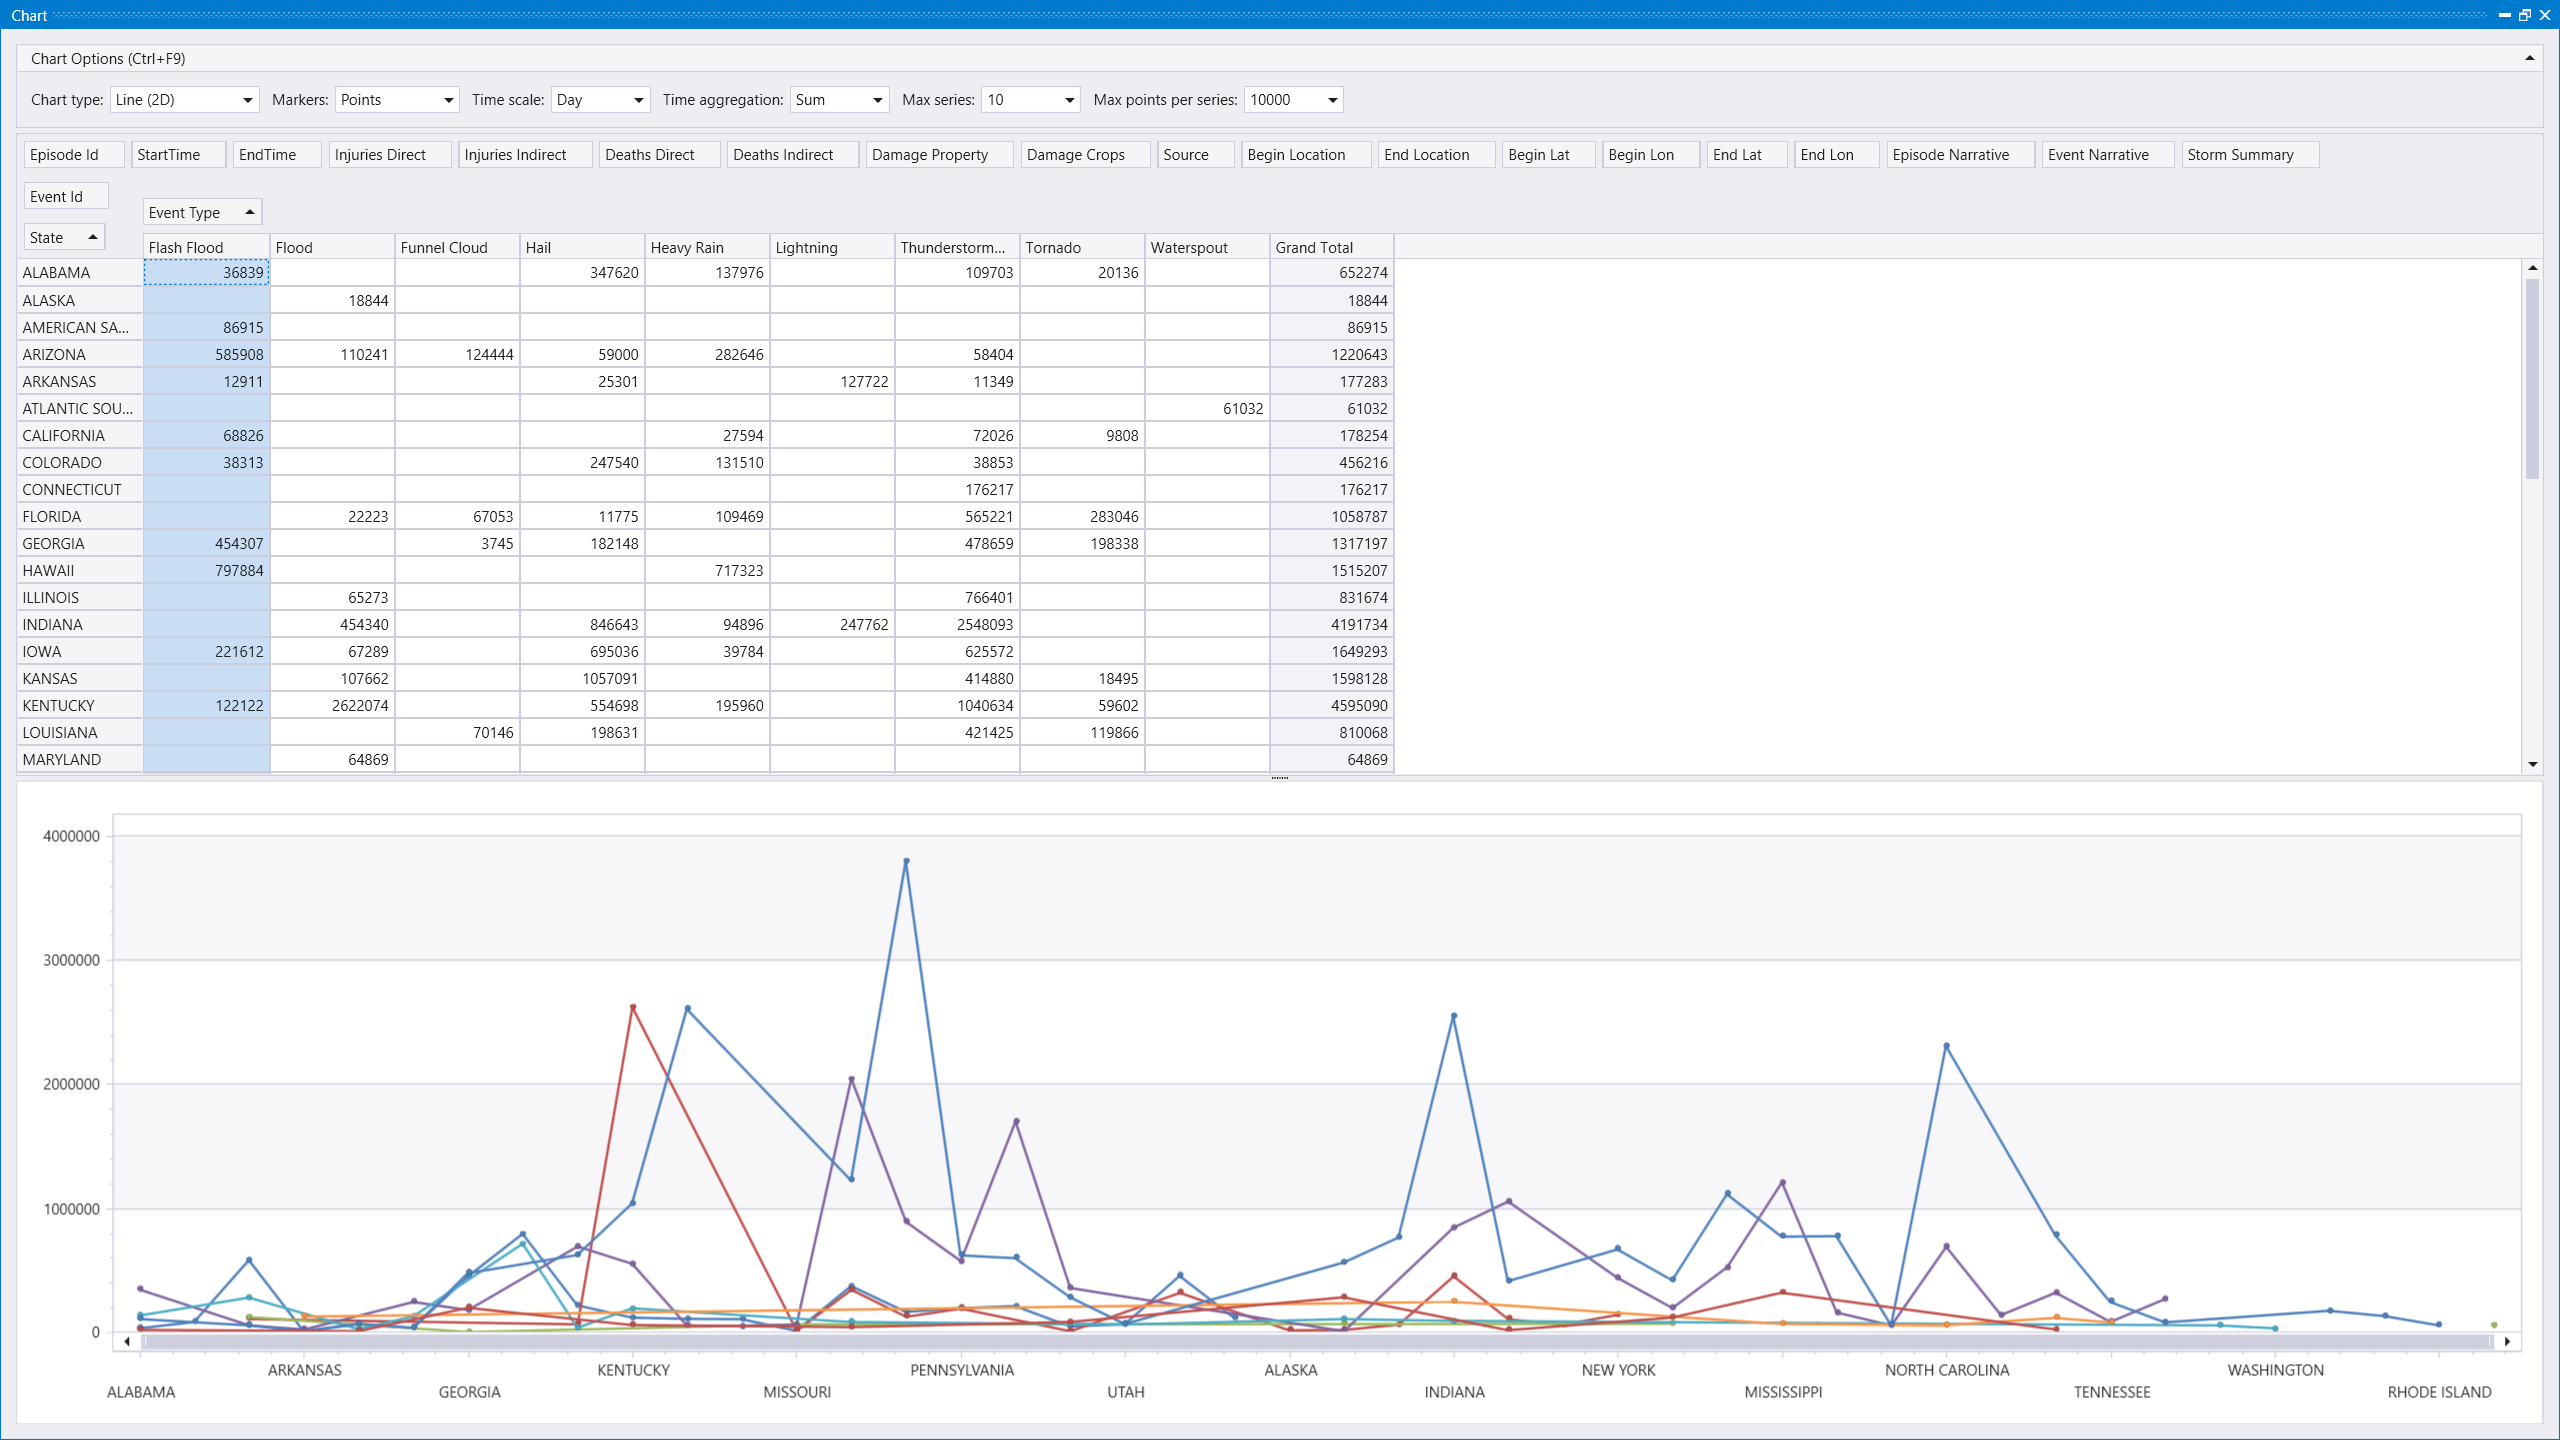 Chart
Chart Options (Ctrl+F9)
Chart type: Line (2D) Markers: Points Time scale: Day Time aggregation: Sum Max series: 10 Max points per series: 10000
Episode Id StartTime EndTime Injuries Direct Injuries Indirect Deaths Direct Deaths Indirect Damage Property Damage Crops Source Begin Location End Location Begin Lat Begin Lon End Lat End Lon Episode Narrative Event Narrative Storm Summary
Event Id
Event Type
State
Flash Flood Flood Funnel Cloud Hail Heavy Rain Lightning Thunderstorm... Tornado Waterspout Grand Total
ALABAMA 36839 347620 137976 109703 20136 652274
ALASKA 18844 18844
AMERICAN SA... 86915 86915
ARIZONA 585908 110241 124444 59000 282646 58404 1220643
ARKANSAS 12911 25301 127722 11349 177283
ATLANTIC SOU... 61032 61032
CALIFORNIA 68826 27594 72026 9808 178254
COLORADO 38313 247540 131510 38853 456216
CONNECTICUT 176217 176217
FLORIDA 22223 67053 11775 109469 565221 283046 1058787
GEORGIA 454307 3745 182148 478659 198338 1317197
HAWAII 797884 717323 1515207
ILLINOIS 65273 766401 831674
INDIANA 454340 846643 94896 247762 2548093 4191734
IOWA 221612 67289 695036 39784 625572 1649293
KANSAS 107662 1057091 414880 18495 1598128
KENTUCKY 122122 2622074 554698 195960 1040634 59602 4595090
LOUISIANA 70146 198631 421425 119866 810068
MARYLAND 64869 64869
4000000
3000000
2000000
1000000
0
ARKANSAS KENTUCKY PENNSYLVANIA ALASKA NEW YORK NORTH CAROLINA WASHINGTON
ALABAMA GEORGIA MISSOURI UTAH INDIANA MISSISSIPPI TENNESSEE RHODE ISLAND